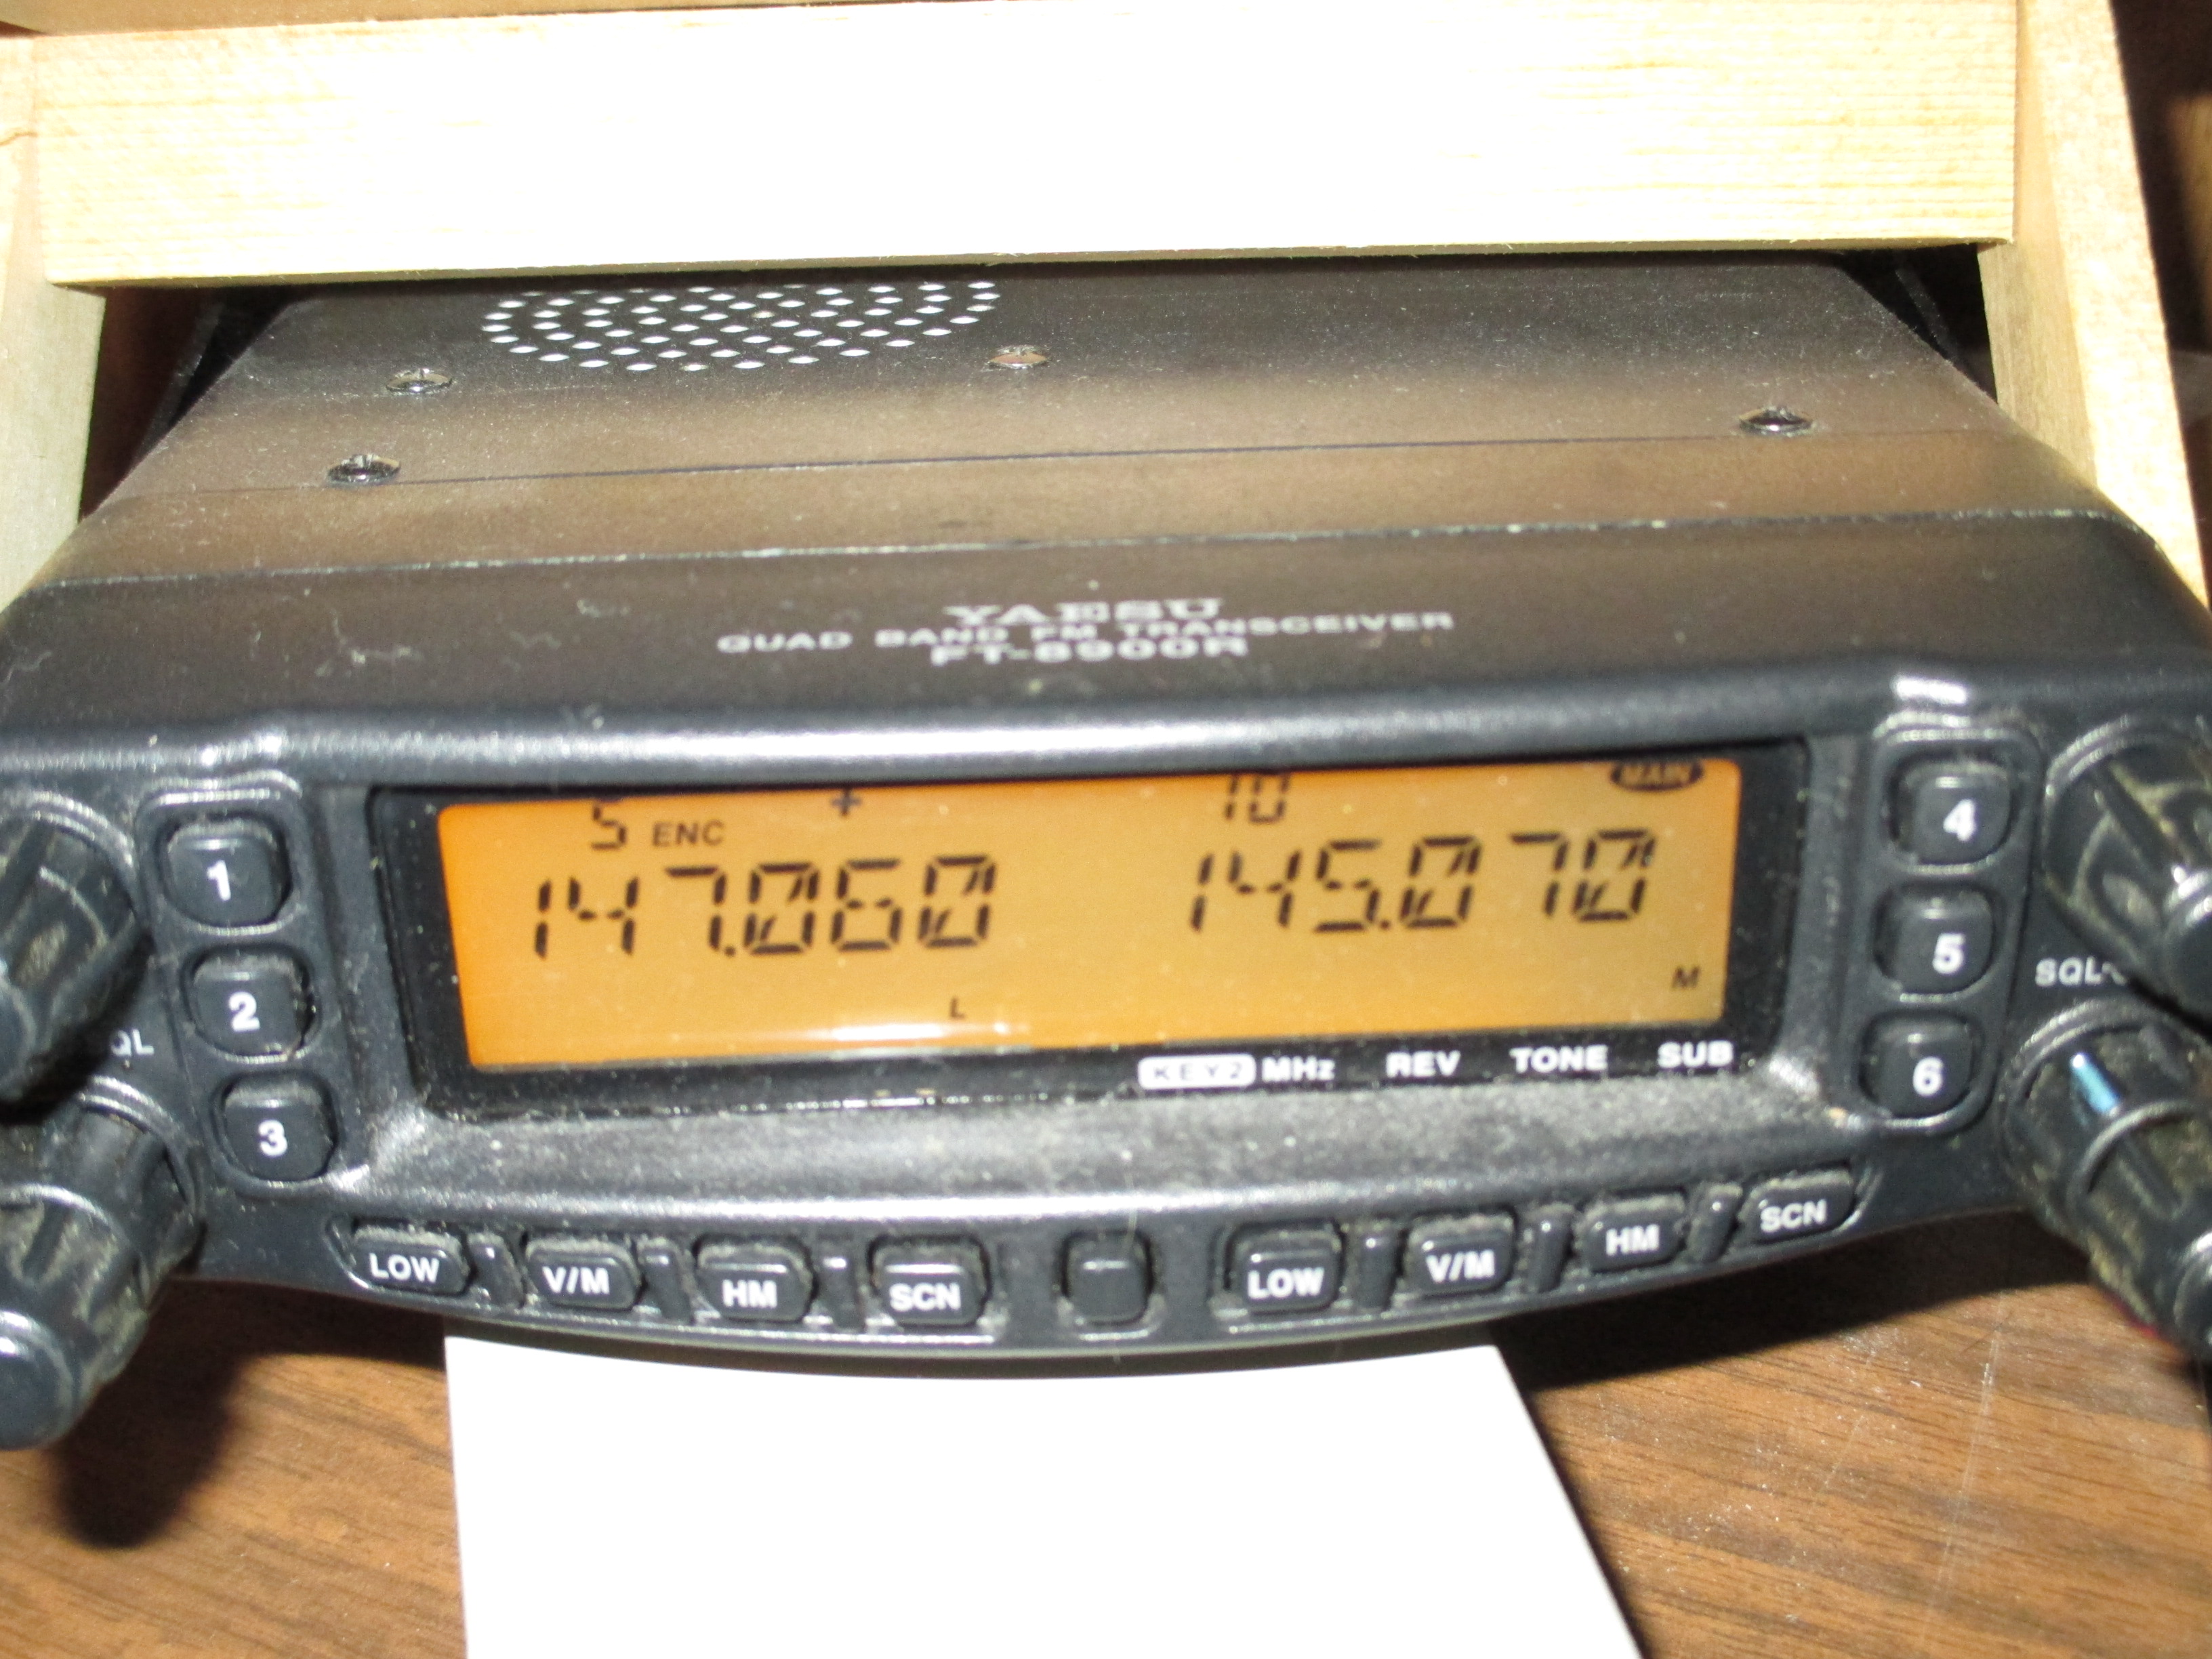 YAESU
QUAD BAND FM TRANSCEIVER
FT-8900R
5 ENC + 10 MAIN
147.060 145.070
L M
KEY2 MHz REV TONE SUB
1
2
3
4
5
6
QL
SQL
LOW V/M HM SCN LOW V/M HM SCN